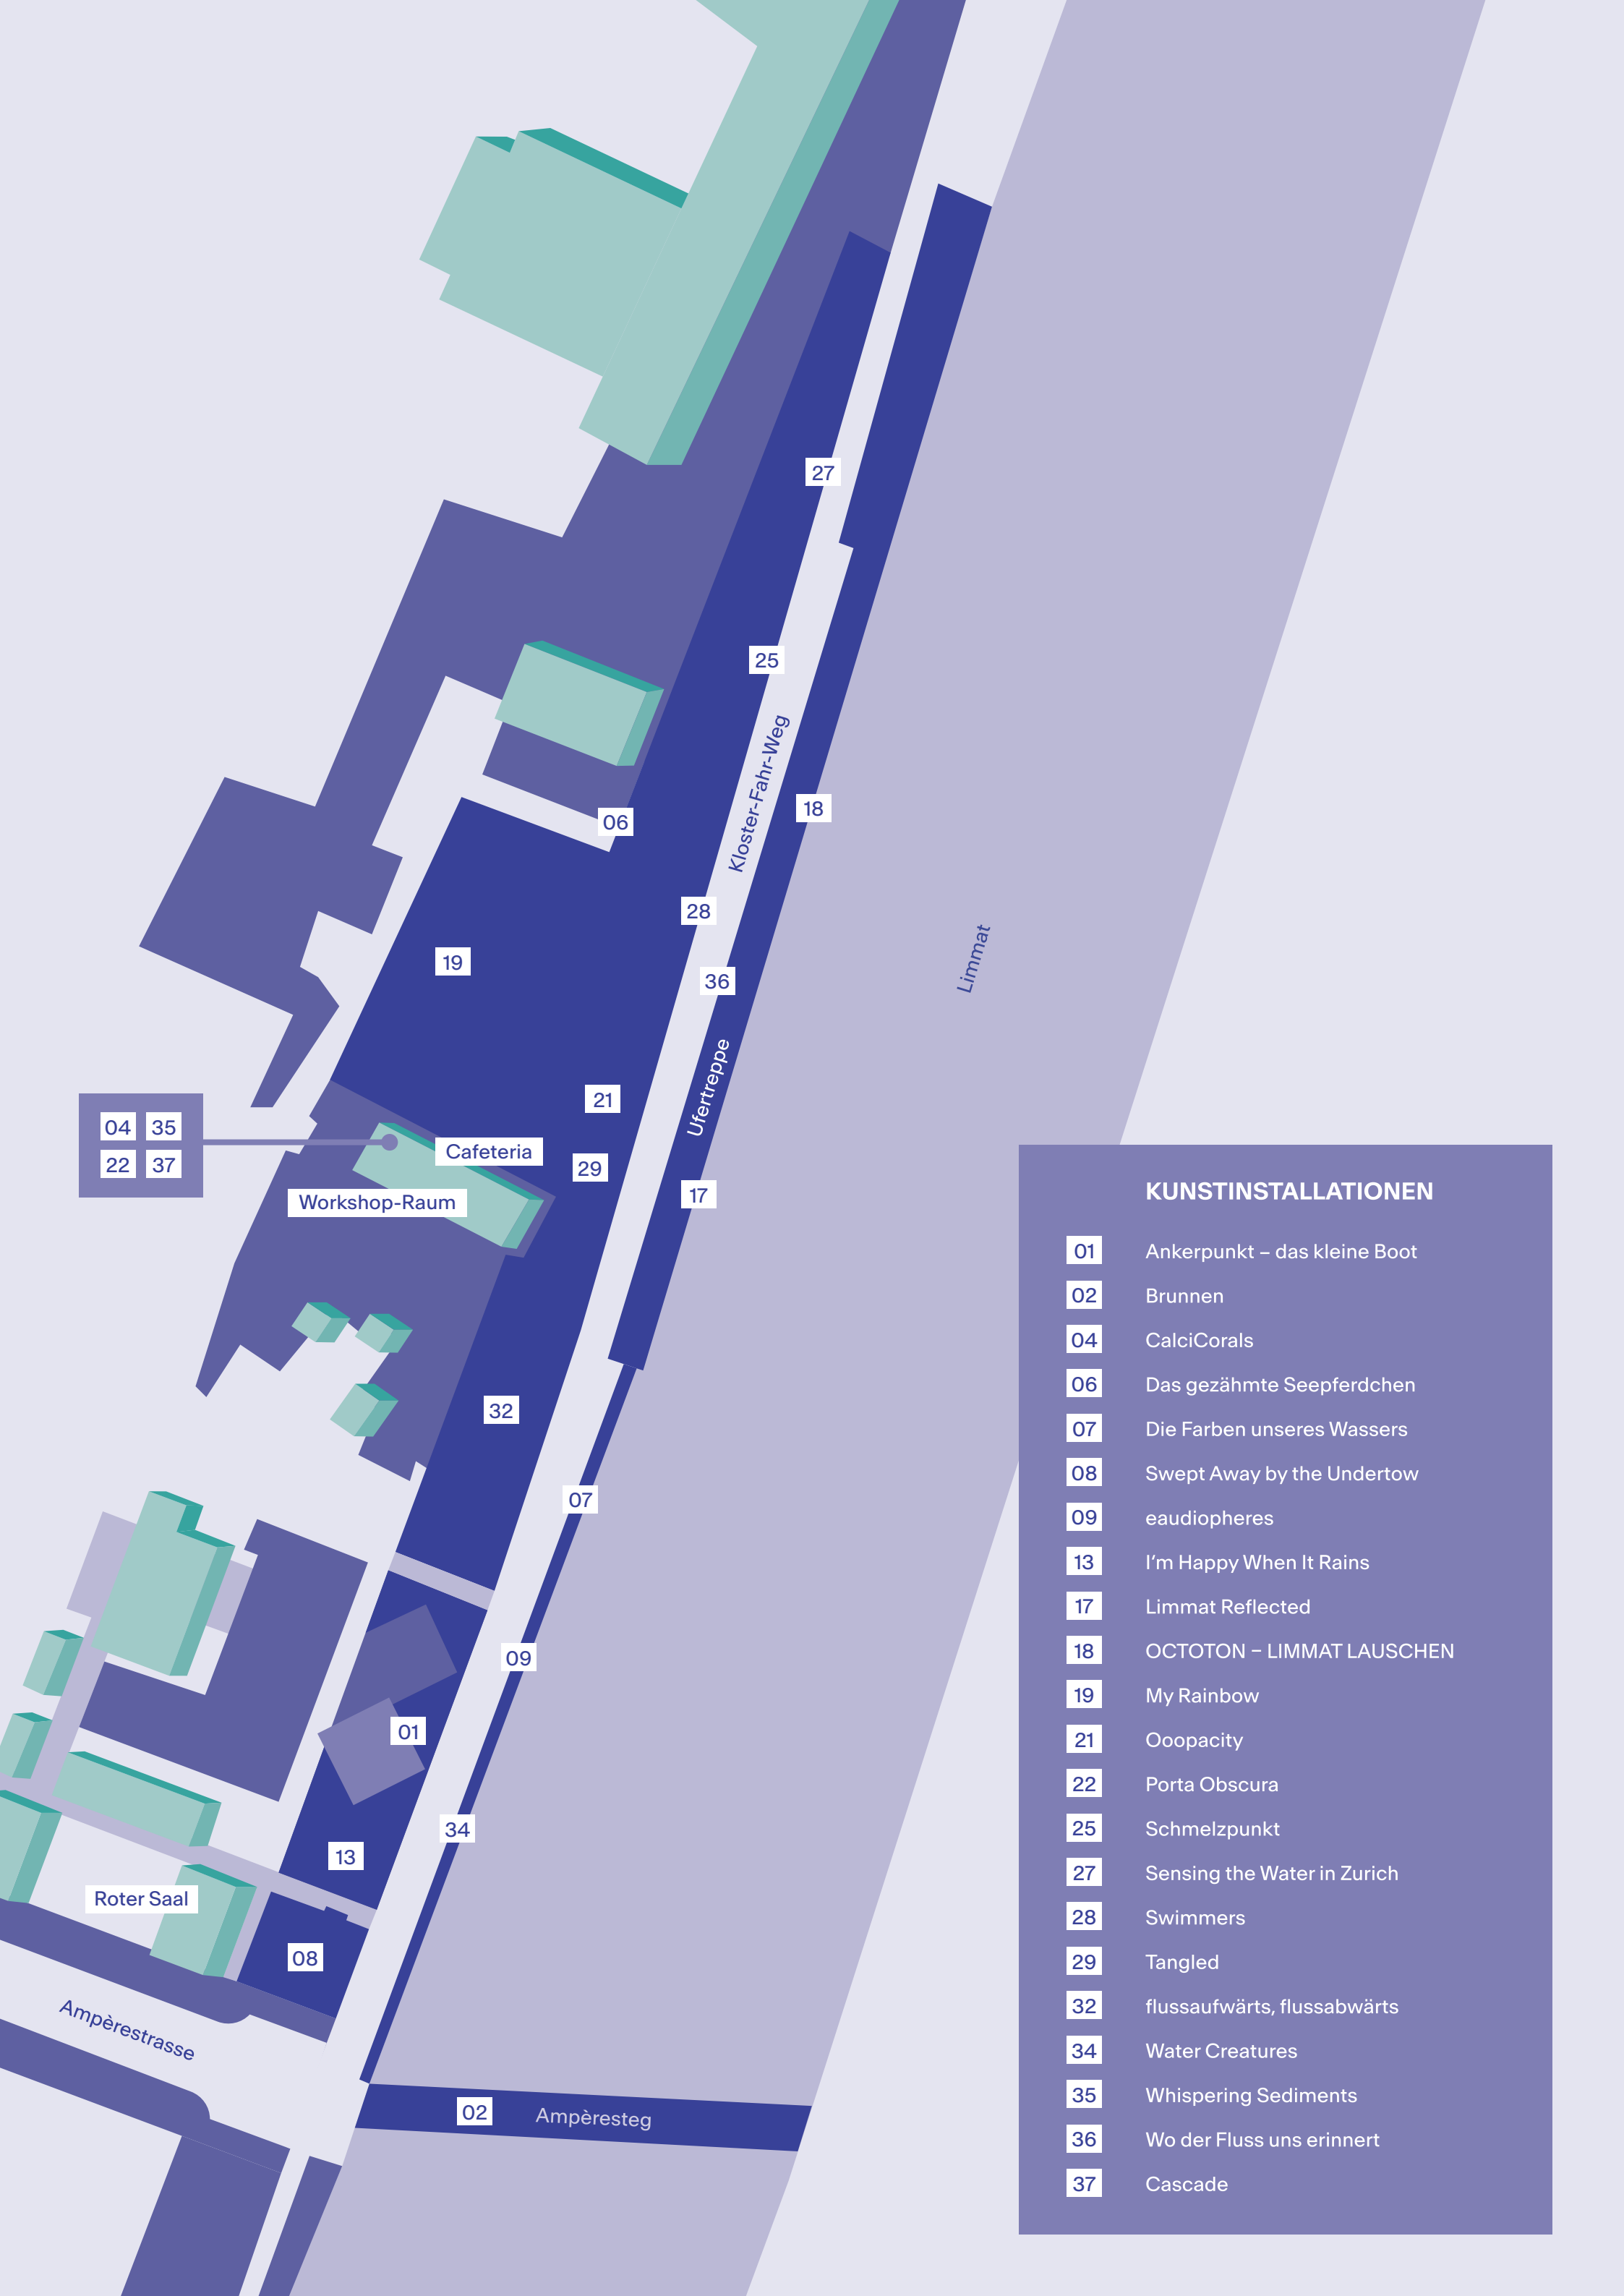 27
25
Kloster-Fahr-Weg
18
06
28
Limmat
19
36
Ufertreppe
21
04 35
22 37
Cafeteria
29
Workshop-Raum
17
32
07
09
01
34
13
Roter Saal
08
Ampèrestrasse
02
Ampèresteg
KUNSTINSTALLATIONEN
01 Ankerpunkt – das kleine Boot
02 Brunnen
04 CalciCorals
06 Das gezähmte Seepferdchen
07 Die Farben unseres Wassers
08 Swept Away by the Undertow
09 eaudiopheres
13 I’m Happy When It Rains
17 Limmat Reflected
18 OCTOTON – LIMMAT LAUSCHEN
19 My Rainbow
21 Ooopacity
22 Porta Obscura
25 Schmelzpunkt
27 Sensing the Water in Zurich
28 Swimmers
29 Tangled
32 flussaufwärts, flussabwärts
34 Water Creatures
35 Whispering Sediments
36 Wo der Fluss uns erinnert
37 Cascade